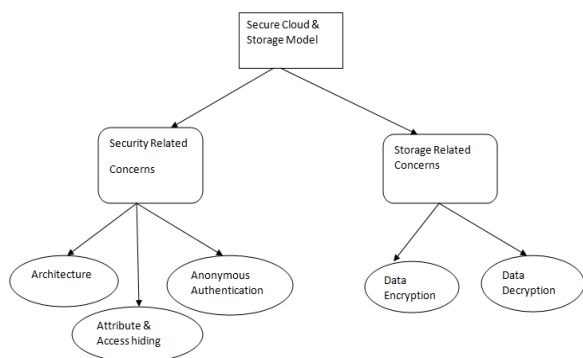 Secure Cloud &
Storage Model
Security Related
Concerns
Storage Related
Concerns
Architecture
Anonymous
Authentication
Attribute &
Access hiding
Data
Encryption
Data
Decryption